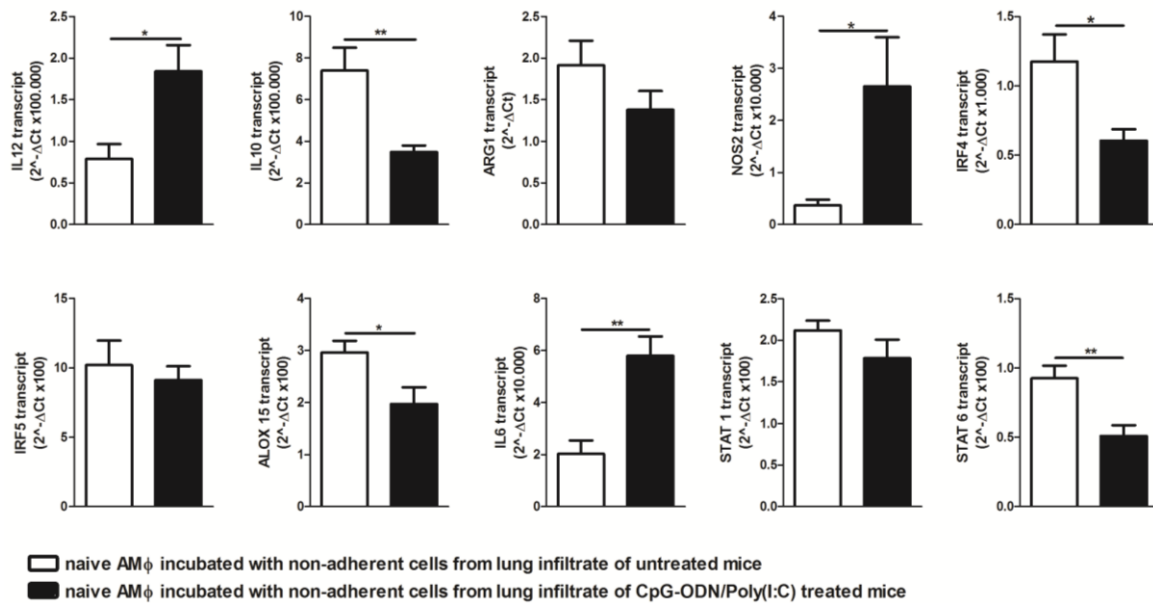 IL12 transcript
(2^-ΔCt x100.000)
2.5
2.0
1.5
1.0
0.5
0.0
*
IL10 transcript
(2^-ΔCt x100.000)
10
8
6
4
2
0
**
ARG1 transcript
(2^-ΔCt)
2.5
2.0
1.5
1.0
0.5
0.0
NOS2 transcript
(2^-ΔCt x10.000)
4
3
2
1
0
*
IRF4 transcript
(2^-ΔCt x1.000)
1.5
1.0
0.5
0.0
*
IRF5 transcript
(2^-ΔCt x100)
15
10
5
0
ALOX 15 transcript
(2^-ΔCt x100)
4
3
2
1
0
*
IL6 transcript
(2^-ΔCt x10.000)
8
6
4
2
0
**
STAT 1 transcript
(2^-ΔCt x100)
2.5
2.0
1.5
1.0
0.5
0.0
STAT 6 transcript
(2^-ΔCt x100)
1.5
1.0
0.5
0.0
**
naive AMϕ incubated with non-adherent cells from lung infiltrate of untreated mice
naive AMϕ incubated with non-adherent cells from lung infiltrate of CpG-ODN/Poly(I:C) treated mice